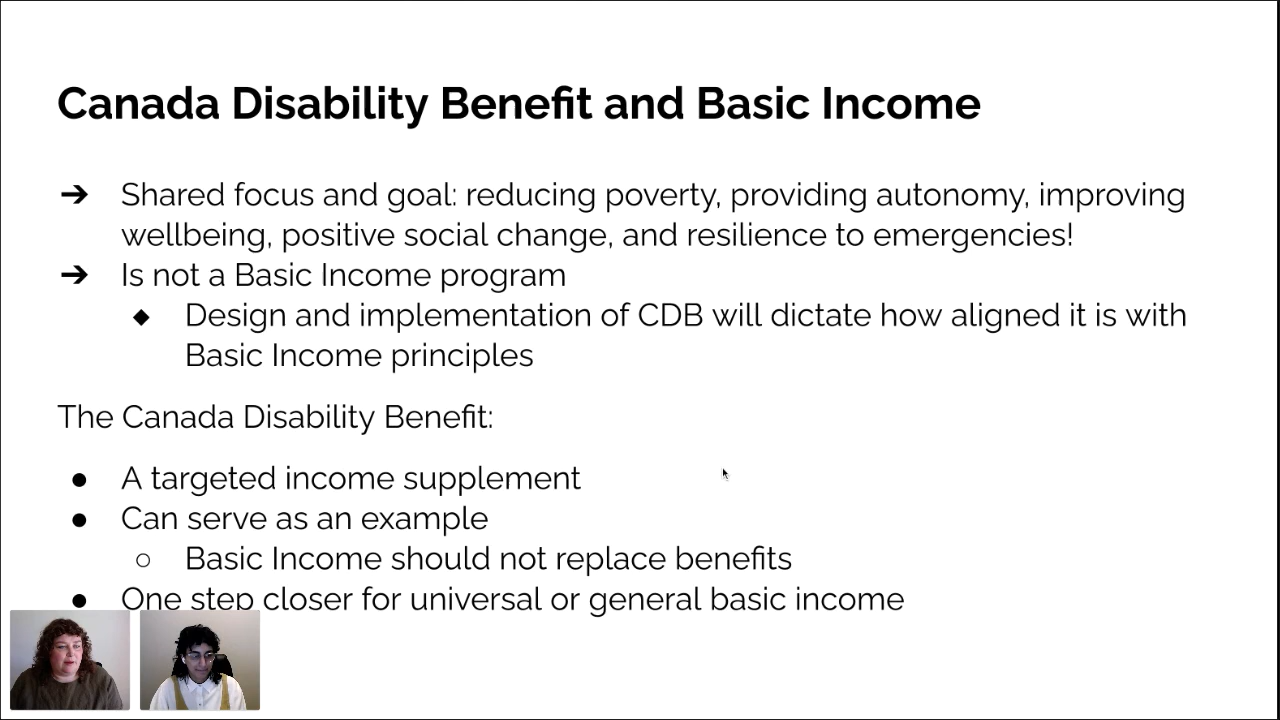 Canada Disability Benefit and Basic Income
➔ Shared focus and goal: reducing poverty, providing autonomy, improving
wellbeing, positive social change, and resilience to emergencies!
➔ Is not a Basic Income program
◆ Design and implementation of CDB will dictate how aligned it is with
Basic Income principles
The Canada Disability Benefit:
● A targeted income supplement
● Can serve as an example
○ Basic Income should not replace benefits
● One step closer for universal or general basic income